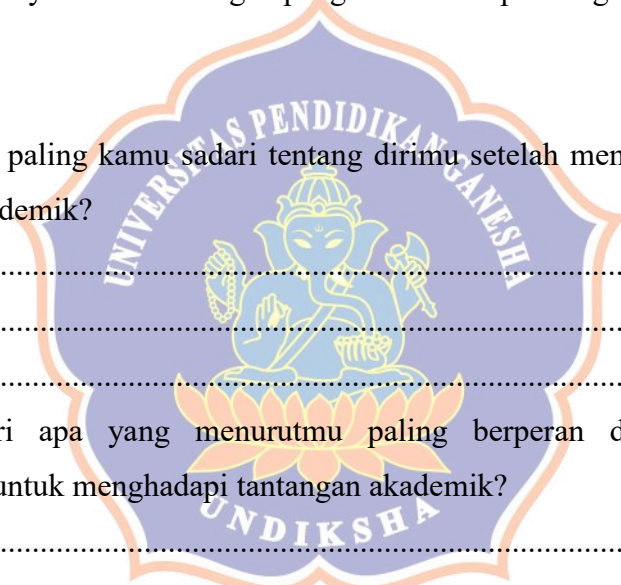 UNIVERSITAS PENDIDIKAN GANESHA
paling kamu sadari tentang dirimu setelah men
demik?
....................................................................................
....................................................................................
....................................................................................
ri apa yang menurutmu paling berperan d
untuk menghadapi tantangan akademik?
UNDIKSHA
....................................................................................